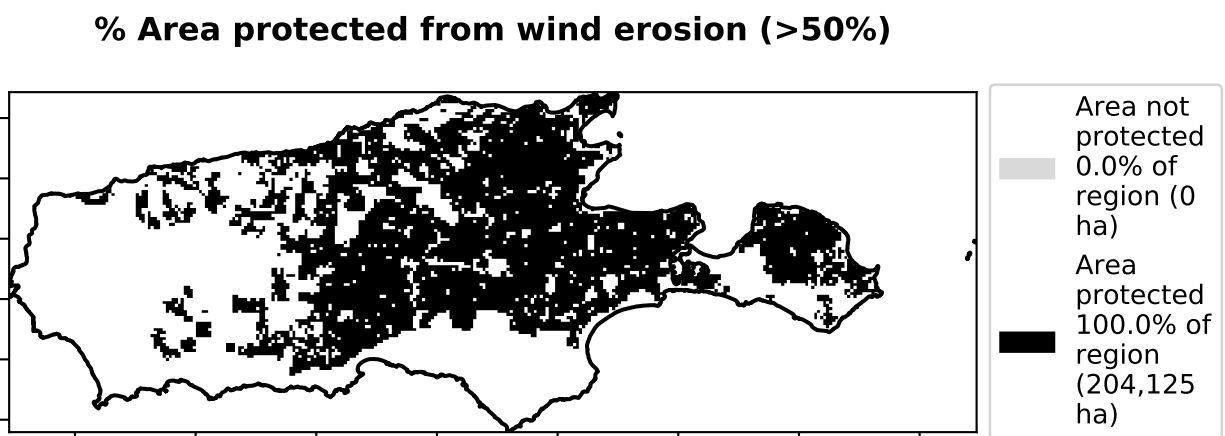 % Area protected from wind erosion (>50%)
Area not
protected
0.0% of
region (0
ha)
Area
protected
100.0% of
region
(204,125
ha)